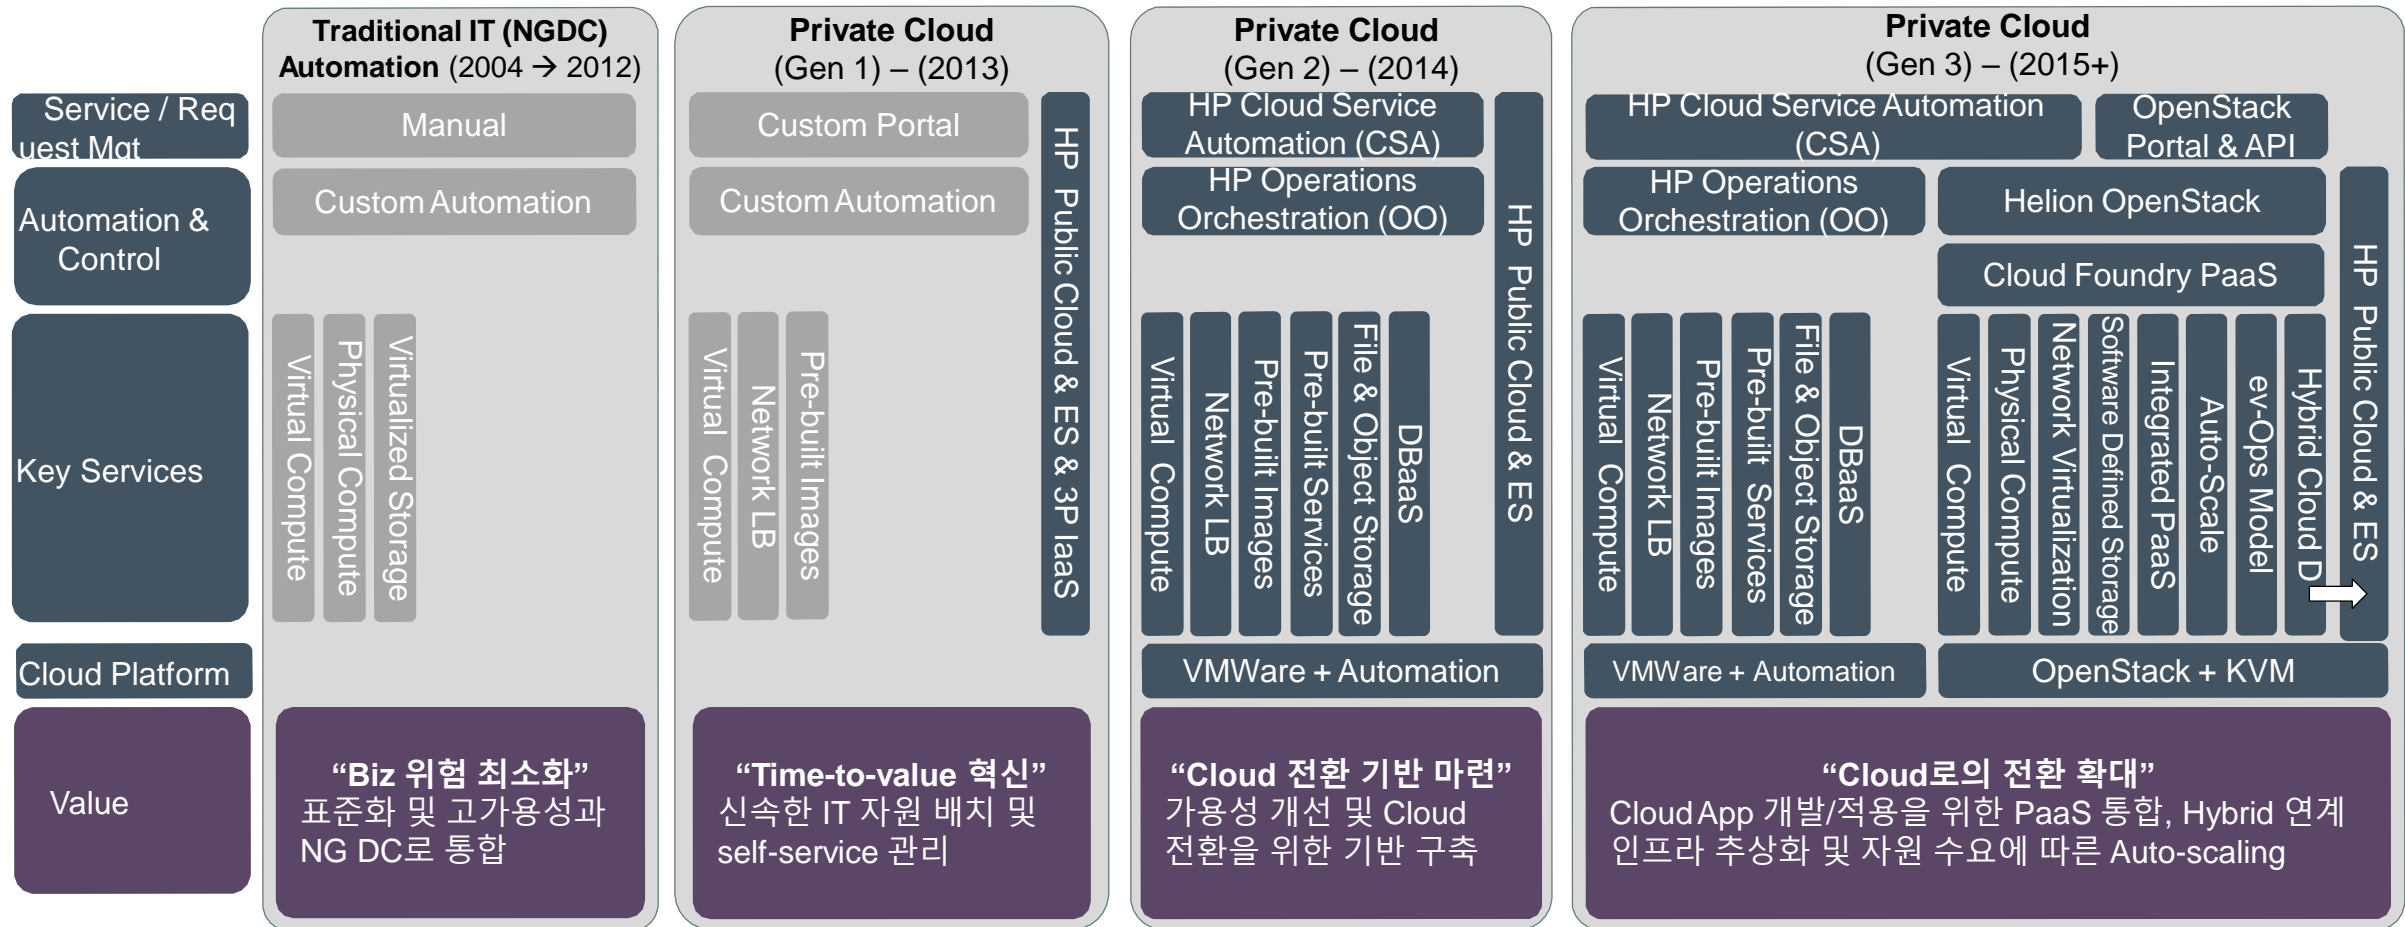 Traditional IT (NGDC)
Automation (2004 → 2012)
Private Cloud
(Gen 1) – (2013)
Private Cloud
(Gen 2) – (2014)
Private Cloud
(Gen 3) – (2015+)
Service / Req
uest Mgt
Manual
Custom Portal
HP Cloud Service
Automation (CSA)
HP Cloud Service Automation
(CSA)
OpenStack
Portal & API
Automation &
Control
Custom Automation
Custom Automation
HP Operations
Orchestration (OO)
HP Operations
Orchestration (OO)
Helion OpenStack
Cloud Foundry PaaS
Key Services
Virtual Compute
Physical Compute
Virtualized Storage
Virtual Compute
Network LB
Pre-built Images
HP Public Cloud & ES & 3P IaaS
Virtual Compute
Network LB
Pre-built Images
Pre-built Services
File & Object Storage
DBaaS
HP Public Cloud & ES
Virtual Compute
Network LB
Pre-built Images
Pre-built Services
File & Object Storage
DBaaS
Virtual Compute
Physical Compute
Network Virtualization
Software Defined Storage
Integrated PaaS
Auto-Scale
ev-Ops Model
Hybrid Cloud D
HP Public Cloud & ES
Cloud Platform
VMWare + Automation
VMWare + Automation
OpenStack + KVM
Value
“Biz 위험 최소화”
표준화 및 고가용성과
NG DC로 통합
“Time-to-value 혁신”
신속한 IT 자원 배치 및
self-service 관리
“Cloud 전환 기반 마련”
가용성 개선 및 Cloud
전환을 위한 기반 구축
“Cloud로의 전환 확대”
Cloud App 개발/적용을 위한 PaaS 통합, Hybrid 연계
인프라 추상화 및 자원 수요에 따른 Auto-scaling